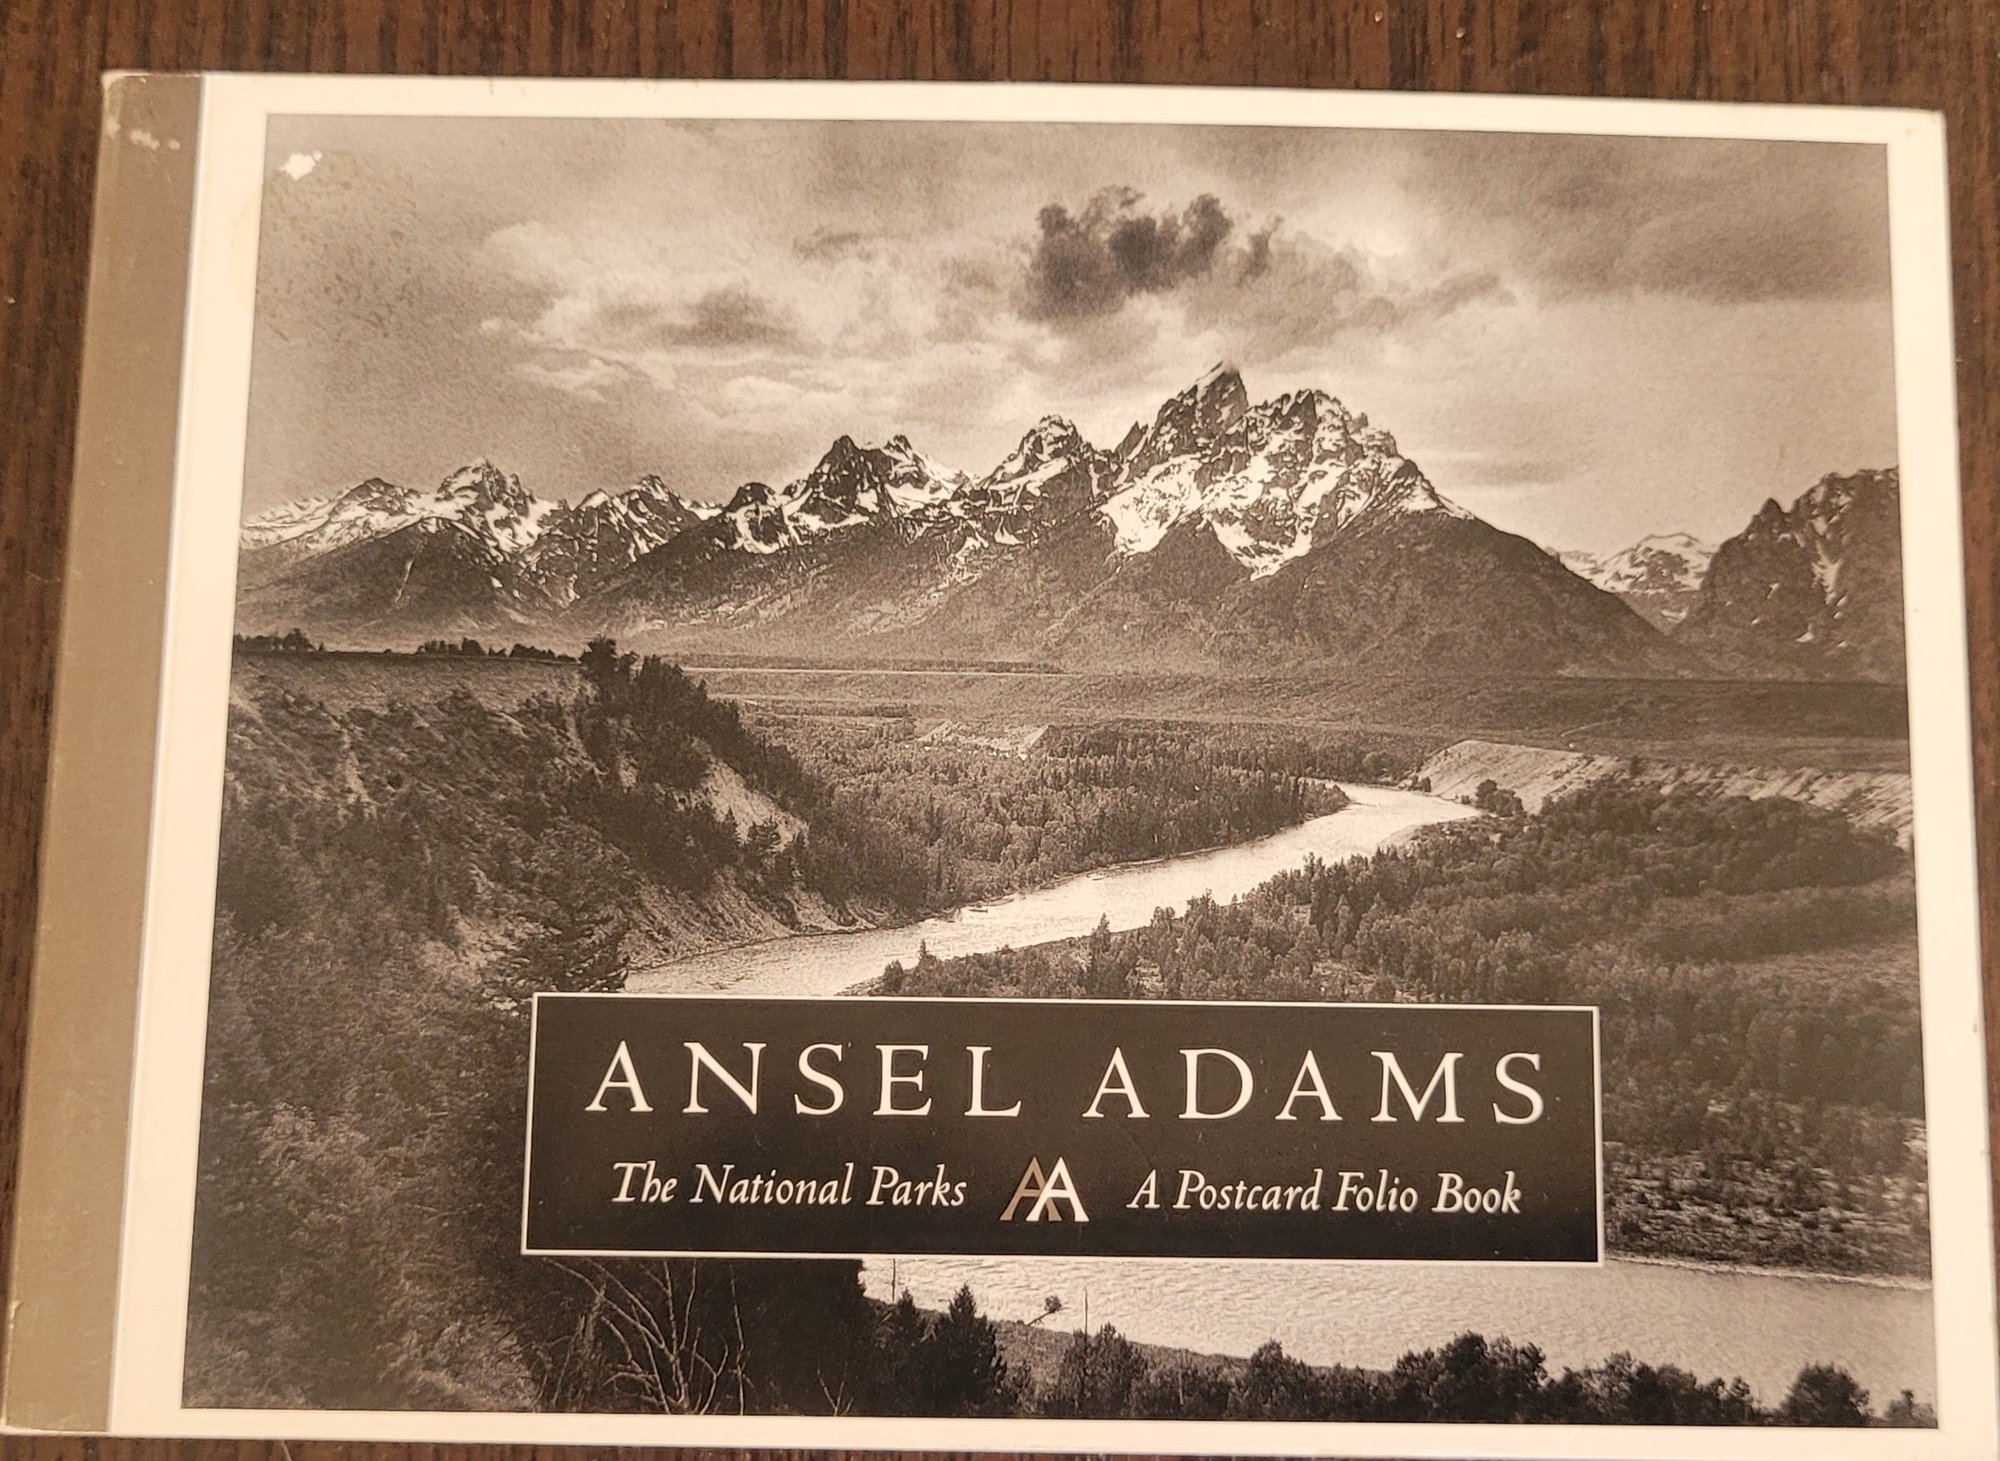 ANSEL ADAMS
The National Parks AA A Postcard Folio Book